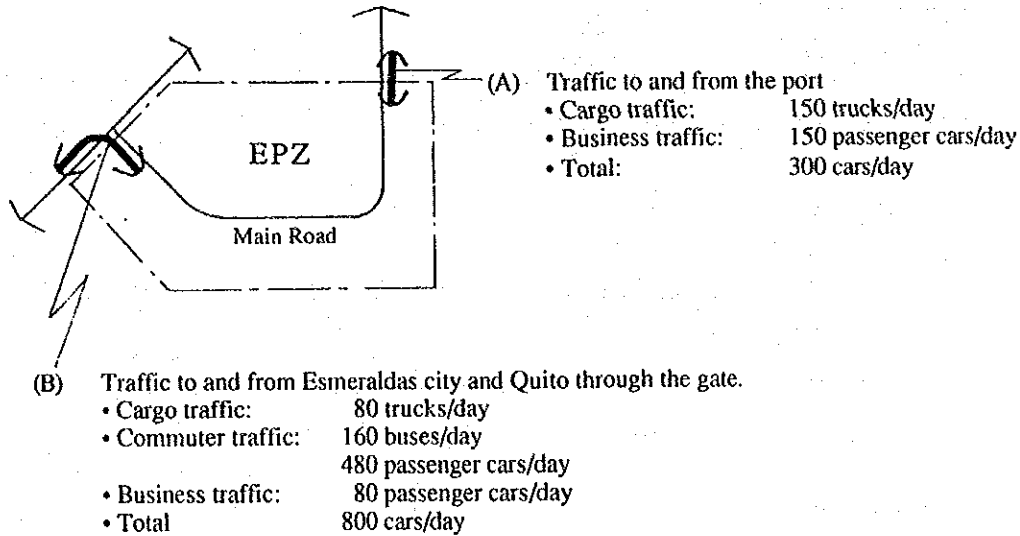 (A) Traffic to and from the port
• Cargo traffic: 150 trucks/day
• Business traffic: 150 passenger cars/day
• Total: 300 cars/day
EPZ
Main Road
(B) Traffic to and from Esmeraldas city and Quito through the gate.
• Cargo traffic: 80 trucks/day
• Commuter traffic: 160 buses/day
480 passenger cars/day
• Business traffic: 80 passenger cars/day
• Total 800 cars/day